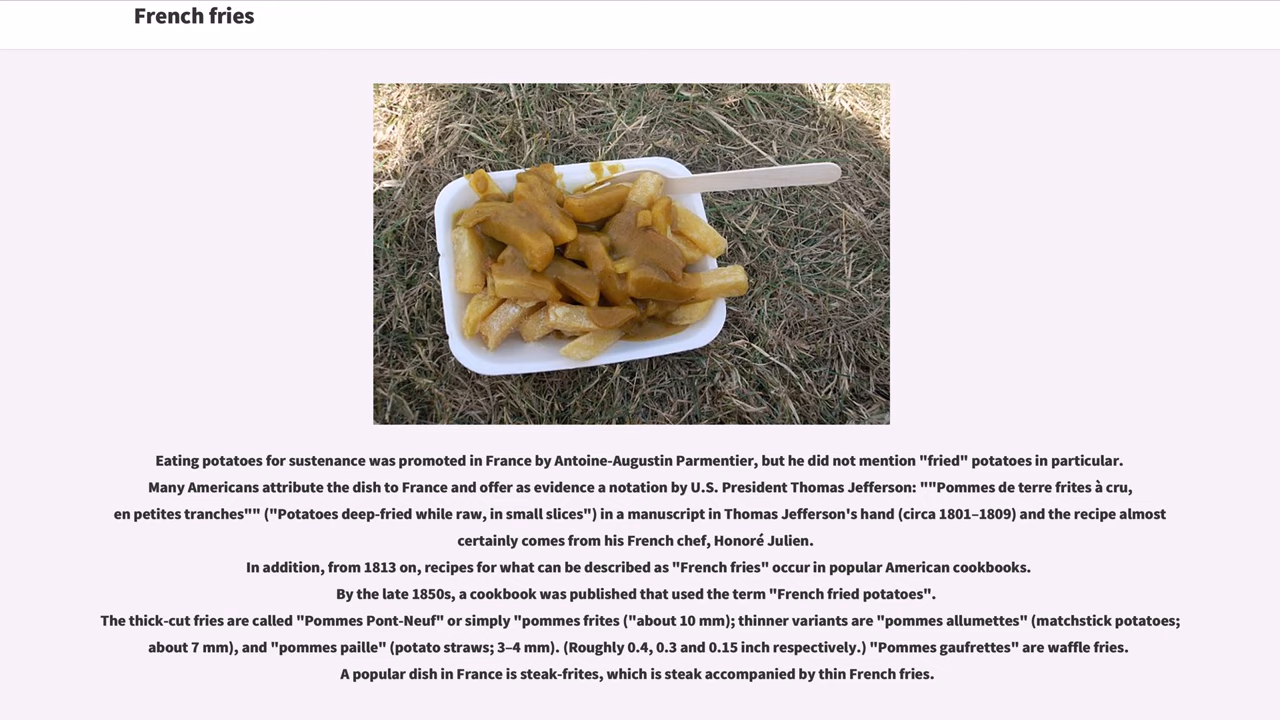 French fries
Eating potatoes for sustenance was promoted in France by Antoine-Augustin Parmentier, but he did not mention "fried" potatoes in particular.
Many Americans attribute the dish to France and offer as evidence a notation by U.S. President Thomas Jefferson: ""Pommes de terre frites à cru,
en petites tranches"" ("Potatoes deep-fried while raw, in small slices") in a manuscript in Thomas Jefferson's hand (circa 1801–1809) and the recipe almost
certainly comes from his French chef, Honoré Julien.
In addition, from 1813 on, recipes for what can be described as "French fries" occur in popular American cookbooks.
By the late 1850s, a cookbook was published that used the term "French fried potatoes".
The thick-cut fries are called "Pommes Pont-Neuf" or simply "pommes frites ("about 10 mm); thinner variants are "pommes allumettes" (matchstick potatoes;
about 7 mm), and "pommes paille" (potato straws; 3–4 mm). (Roughly 0.4, 0.3 and 0.15 inch respectively.) "Pommes gaufrettes" are waffle fries.
A popular dish in France is steak-frites, which is steak accompanied by thin French fries.